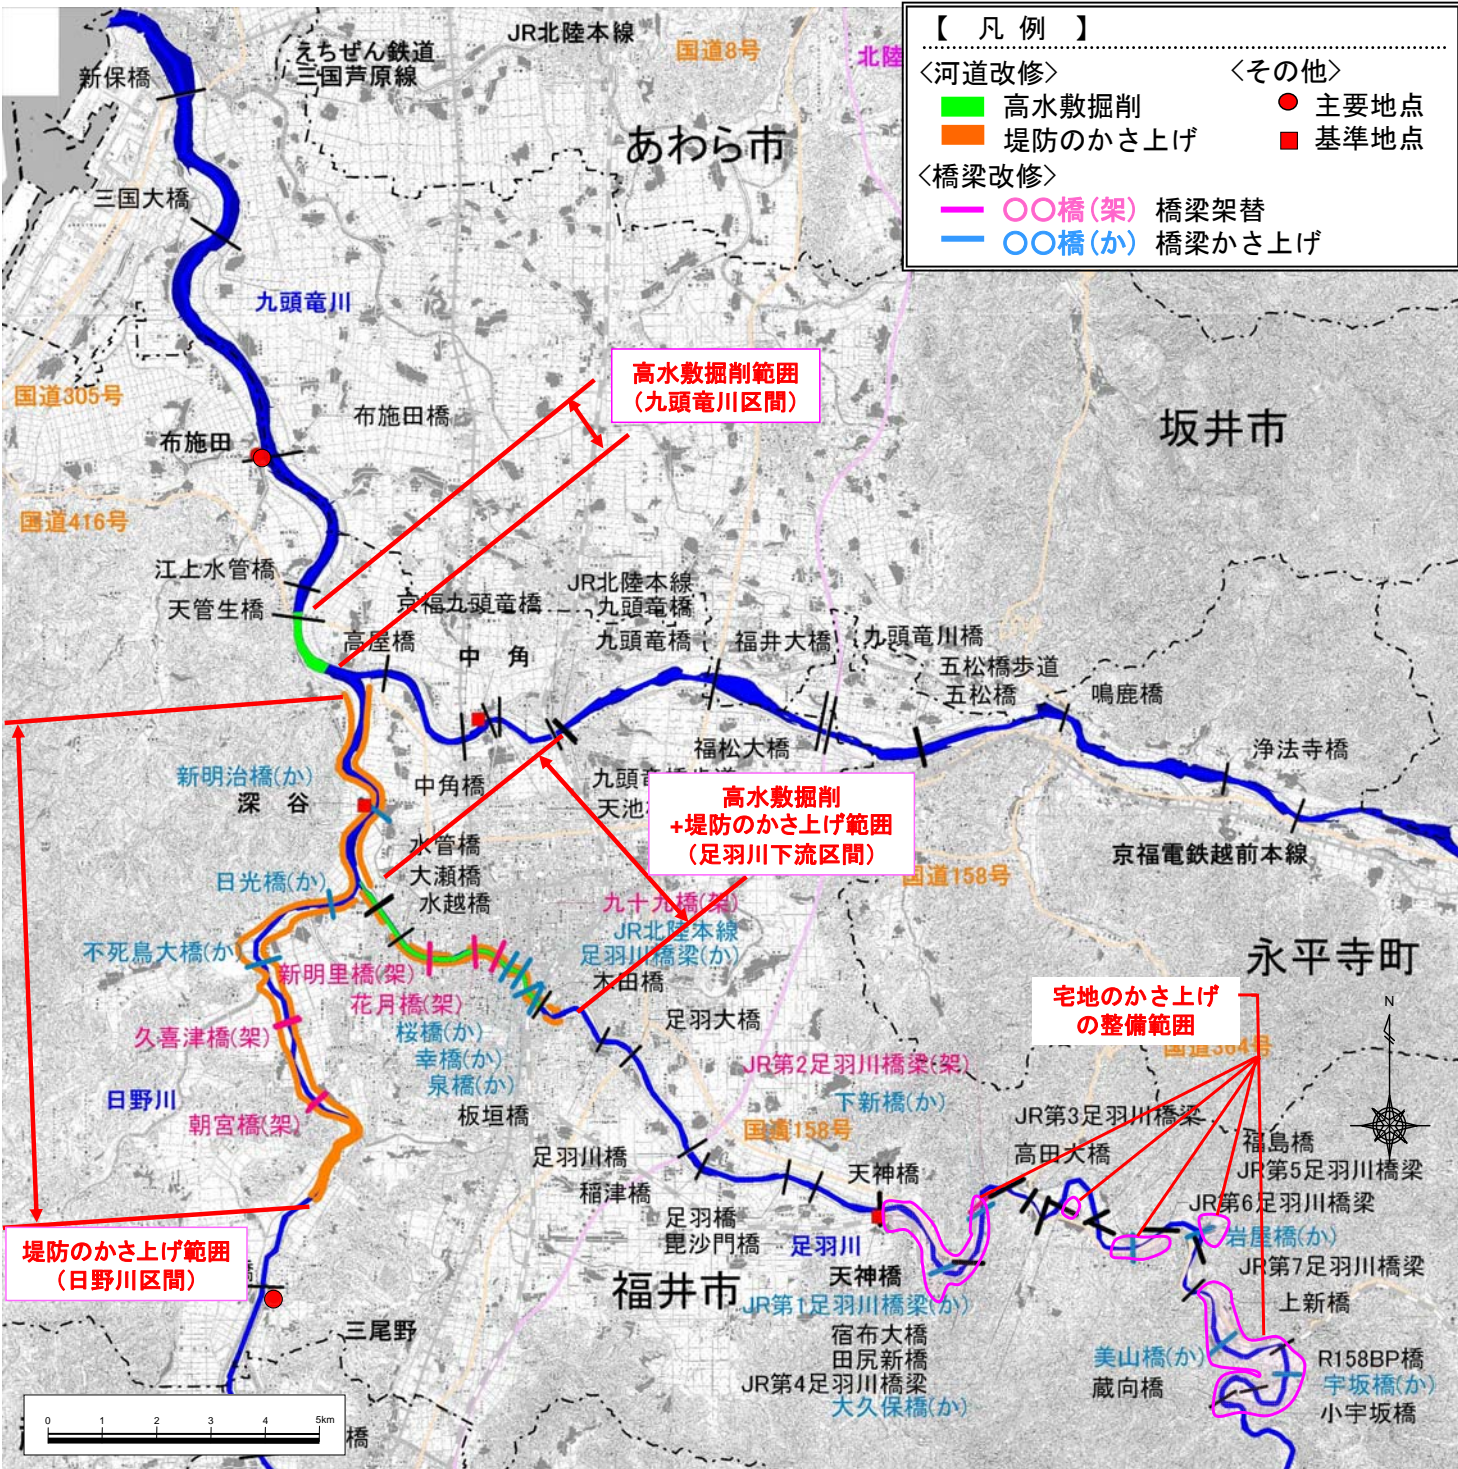 【 凡 例 】
<河道改修>
高水敷掘削
堤防のかさ上げ
<その他>
主要地点
基準地点
<橋梁改修>
〇〇橋(架) 橋梁架替
〇〇橋(か) 橋梁かさ上げ
えちぜん鉄道
三国芦原線
JR北陸本線
国道8号
北陸
新保橋
あわら市
三国大橋
九頭竜川
高水敷掘削範囲
(九頭竜川区間)
国道305号
布施田橋
布施田
坂井市
国道416号
江上水管橋
天菅生橋
京福九頭竜橋
JR北陸本線
九頭竜橋
高屋橋
中 角
九頭竜橋
福井大橋
九頭竜川橋
五松橋歩道
五松橋
鳴鹿橋
福松大橋
浄法寺橋
新明治橋(か)
深 谷
中角橋
九頭
天池
高水敷掘削
+堤防のかさ上げ範囲
(足羽川下流区間)
水管橋
大瀬橋
水越橋
京福電鉄越前本線
国道158号
日光橋(か)
九十九橋(架)
JR北陸本線
足羽川橋梁(か)
木田橋
不死鳥大橋(か
新明里橋(架)
花月橋(架)
桜橋(か)
幸橋(か)
泉橋(か)
板垣橋
足羽大橋
永平寺町
宅地のかさ上げ
の整備範囲
国道364号
久喜津橋(架)
JR第2足羽川橋梁(架)
下新橋(か)
日野川
朝宮橋(架)
国道158号
JR第3足羽川橋梁
高田大橋
福島橋
JR第5足羽川橋梁
足羽川橋
稲津橋
天神橋
JR第6足羽川橋梁
足羽橋
毘沙門橋
足羽川
岩屋橋(か)
JR第7足羽川橋梁
堤防のかさ上げ範囲
(日野川区間)
橋
福井市
天神橋
JR第1足羽川橋梁(か)
宿布大橋
田尻新橋
JR第4足羽川橋梁
大久保橋(か)
上新橋
三尾野
美山橋(か)
蔵向橋
R158BP橋
宇坂橋(か)
小宇坂橋
橋
N
0 1 2 3 4 5km